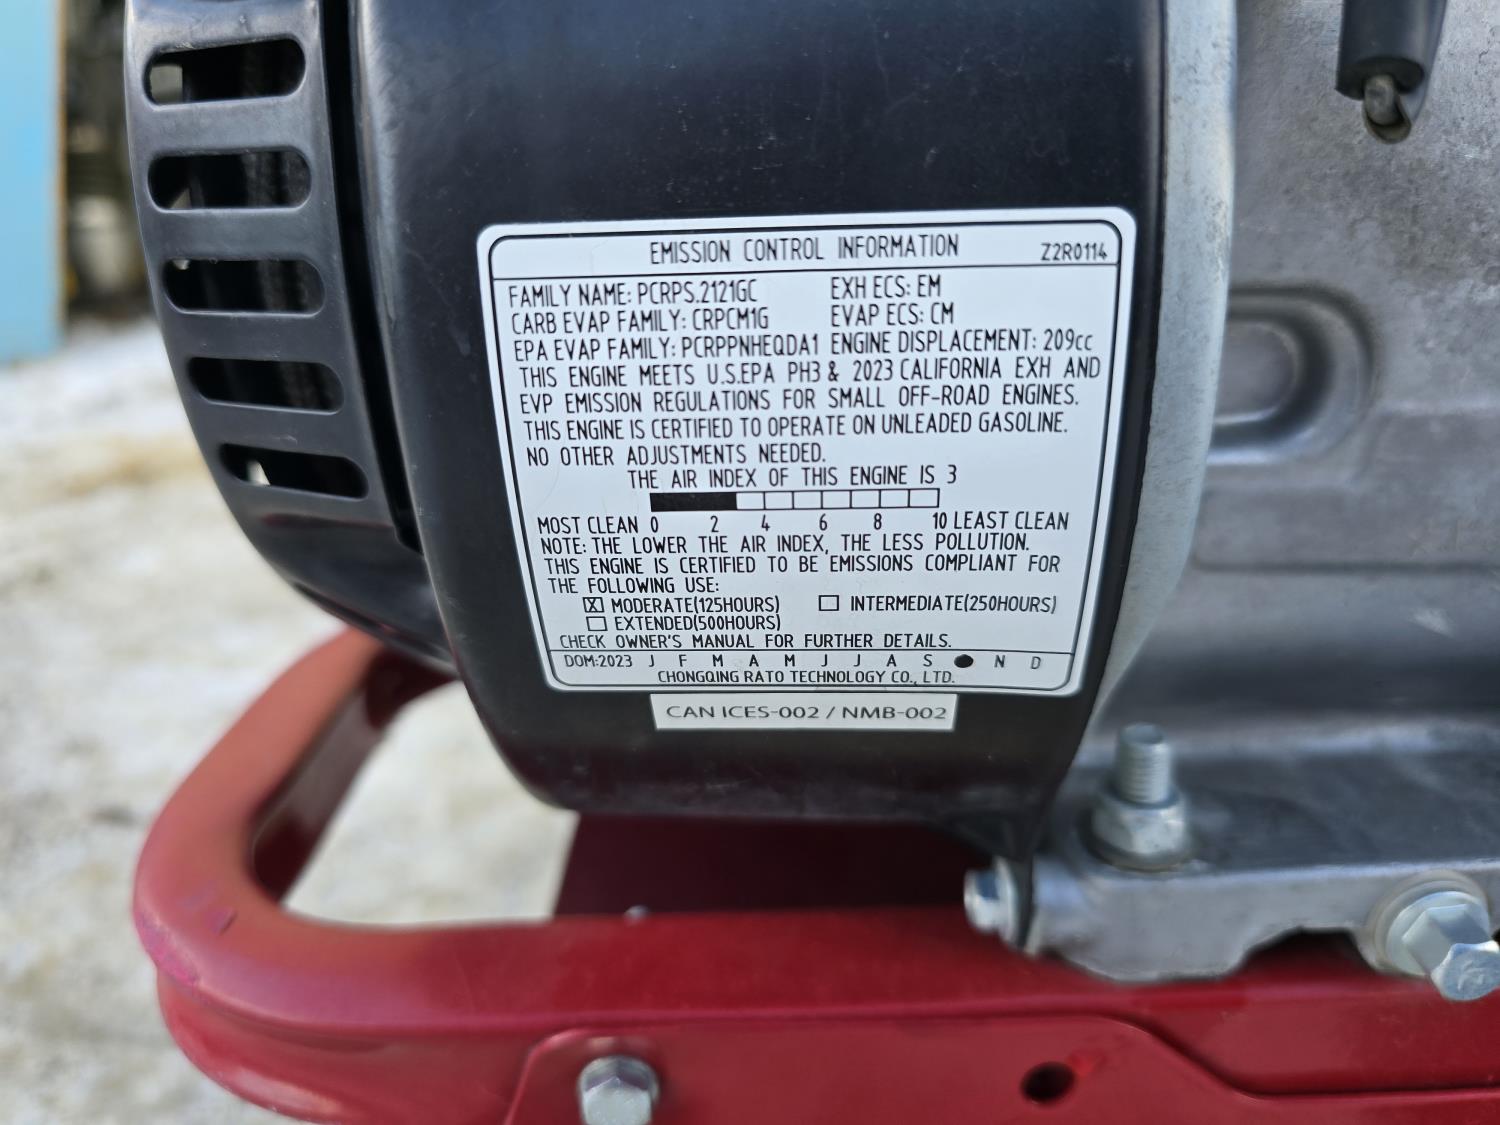 EMISSION CONTROL INFORMATION Z2R0114
FAMILY NAME: PCRPS.2121GC EXH ECS: EM
CARB EVAP FAMILY: CRPCM1G EVAP ECS: CM
EPA EVAP FAMILY: PCRPPNHEQDA1 ENGINE DISPLACEMENT: 209cc
THIS ENGINE MEETS U.S.EPA PH3 & 2023 CALIFORNIA EXH AND
EVP EMISSION REGULATIONS FOR SMALL OFF-ROAD ENGINES.
THIS ENGINE IS CERTIFIED TO OPERATE ON UNLEADED GASOLINE.
NO OTHER ADJUSTMENTS NEEDED.
THE AIR INDEX OF THIS ENGINE IS 3
MOST CLEAN 0 2 4 6 8 10 LEAST CLEAN
NOTE: THE LOWER THE AIR INDEX, THE LESS POLLUTION.
THIS ENGINE IS CERTIFIED TO BE EMISSIONS COMPLIANT FOR
THE FOLLOWING USE:
☒ MODERATE(125HOURS) ☐ INTERMEDIATE(250HOURS)
☐ EXTENDED(500HOURS)
CHECK OWNER'S MANUAL FOR FURTHER DETAILS.
DOM:2023 J F M A M J J A S ● N D
CHONGQING RATO TECHNOLOGY CO., LTD.
CAN ICES-002 / NMB-002